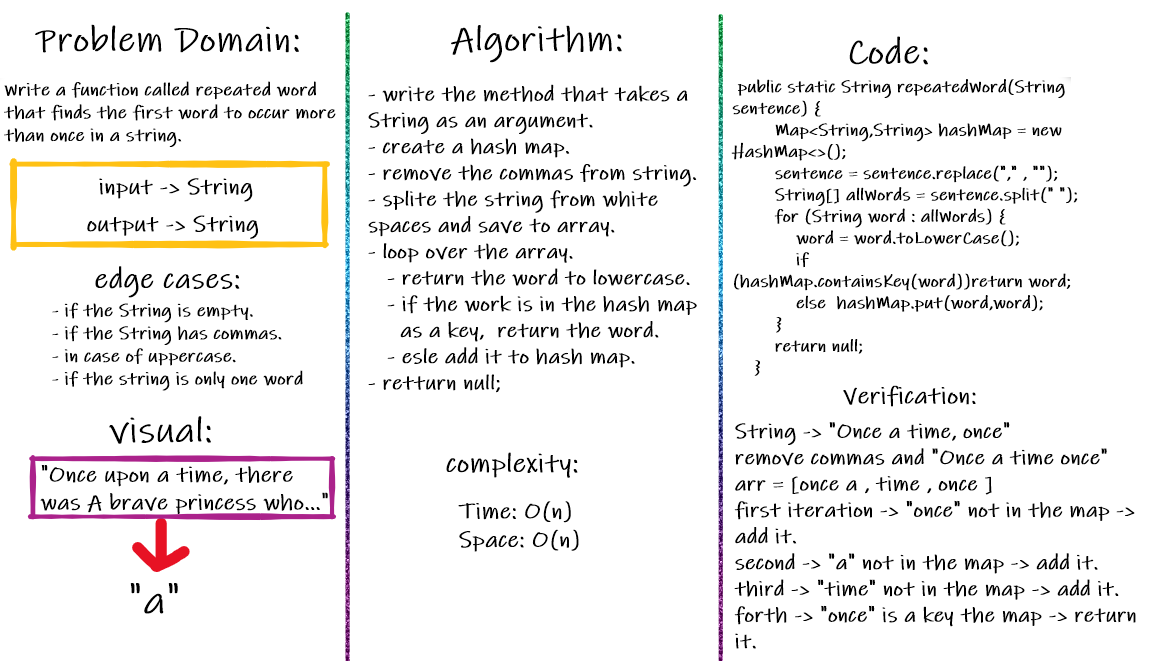 Problem Domain:
Write a function called repeated word
that finds the first word to occur more
than once in a string.
input -> String
output -> String
edge cases:
- if the String is empty.
- if the String has commas.
- in case of uppercase.
- if the string is only one word
visual:
"Once upon a time, there
was A brave princess who..."
"a"
Algorithm:
- write the method that takes a
String as an argument.
- create a hash map.
- remove the commas from string.
- splite the string from white
spaces and save to array.
- loop over the array.
- return the word to lowercase.
- if the work is in the hash map
as a key, return the word.
- esle add it to hash map.
- retturn null;
complexity:
Time: O(n)
Space: O(n)
Code:
public static String repeatedWord(String
sentence) {
Map<String,String> hashMap = new
HashMap<>();
sentence = sentence.replace("," , "");
String[] allWords = sentence.split(" ");
for (String word : allWords) {
word = word.toLowerCase();
if
(hashMap.containsKey(word))return word;
else hashMap.put(word,word);
}
return null;
}
Verification:
String -> "Once a time, once"
remove commas and "Once a time once"
arr = [once a , time , once ]
first iteration -> "once" not in the map ->
add it.
second -> "a" not in the map -> add it.
third -> "time" not in the map -> add it.
forth -> "once" is a key the map -> return
it.